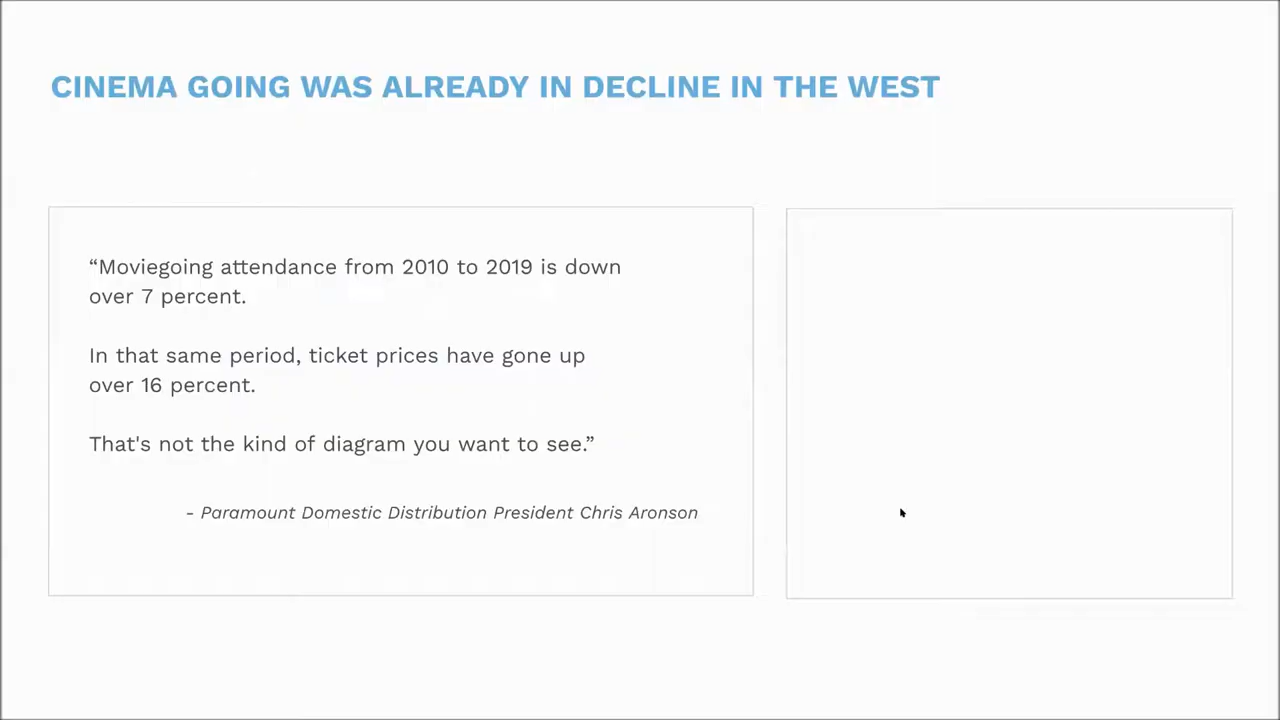 CINEMA GOING WAS ALREADY IN DECLINE IN THE WEST
“Moviegoing attendance from 2010 to 2019 is down
over 7 percent.
In that same period, ticket prices have gone up
over 16 percent.
That's not the kind of diagram you want to see.”
- Paramount Domestic Distribution President Chris Aronson